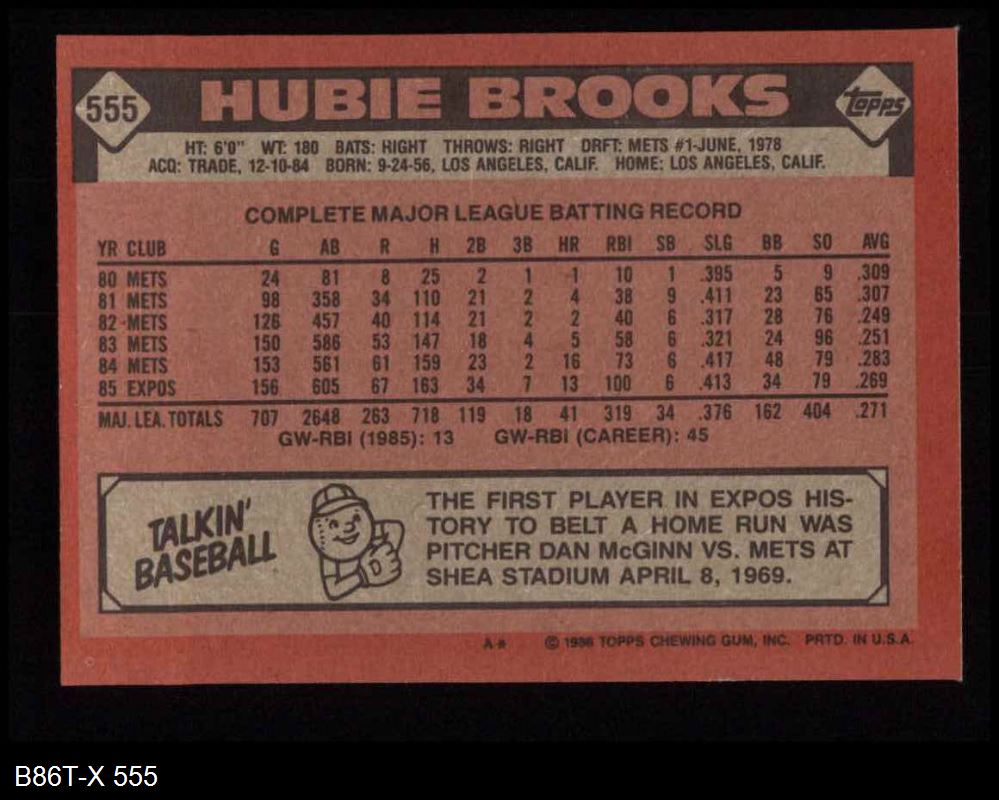 555 HUBIE BROOKS topps
HT: 6'0" WT: 180 BATS: RIGHT THROWS: RIGHT DRFT: METS #1-JUNE, 1978
ACQ: TRADE, 12-10-84 BORN: 9-24-56, LOS ANGELES, CALIF. HOME: LOS ANGELES, CALIF.
COMPLETE MAJOR LEAGUE BATTING RECORD
YR CLUB G AB R H 2B 3B HR RBI SB SLG BB SO AVG
80 METS 24 81 8 25 2 1 1 10 1 .395 5 9 .309
81 METS 98 358 34 110 21 2 4 38 9 .411 23 65 .307
82 METS 126 457 40 114 21 2 2 40 6 .317 28 76 .249
83 METS 150 586 53 147 18 4 5 58 6 .321 24 96 .251
84 METS 153 561 61 159 23 2 16 73 6 .417 48 79 .283
85 EXPOS 156 605 67 163 34 7 13 100 6 .413 34 79 .269
MAJ. LEA. TOTALS 707 2648 263 718 119 18 41 319 34 .376 162 404 .271
GW-RBI (1985): 13 GW-RBI (CAREER): 45
TALKIN'
BASEBALL
THE FIRST PLAYER IN EXPOS HIS-
TORY TO BELT A HOME RUN WAS
PITCHER DAN McGINN VS. METS AT
SHEA STADIUM APRIL 8, 1969.
A* © 1986 TOPPS CHEWING GUM, INC. PRTD. IN U.S.A.
B86T-X 555